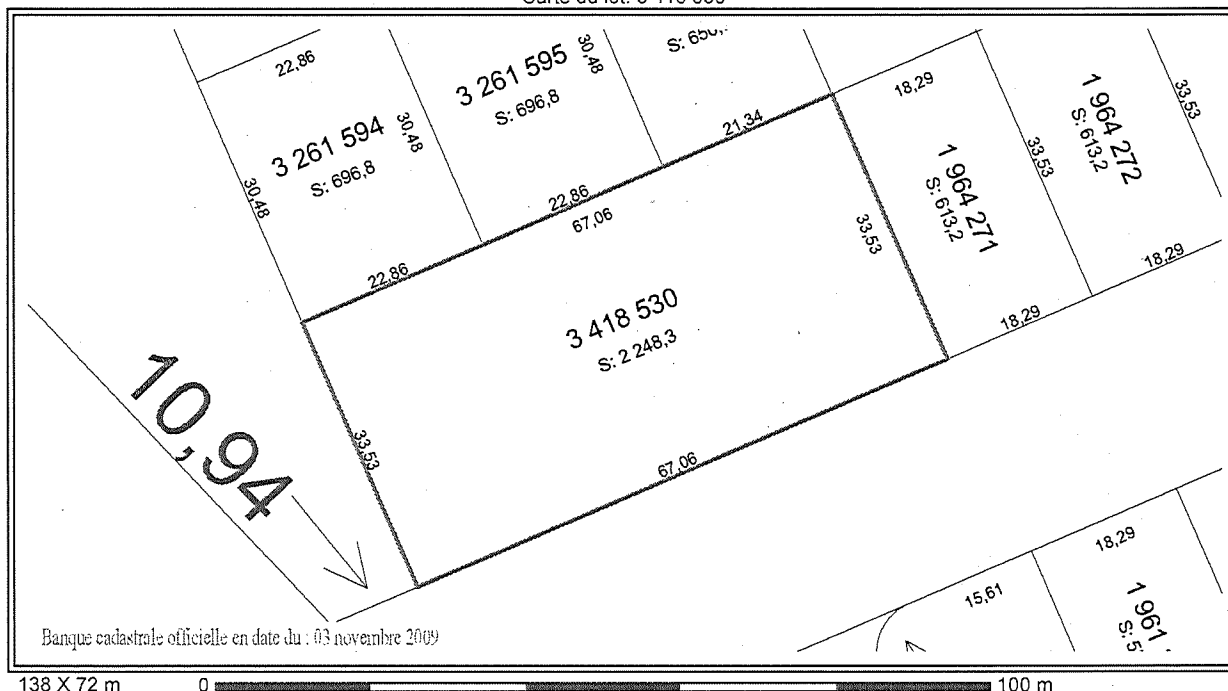 22,86
30,48
3 261 595
S: 696,8
30,48
3 261 594
S: 696,8
30,48
21,34
18,29
1 964 272
S: 613,2
33,53
33,53
1 964 271
S: 613,2
22,86
67,06
22,86
33,53
18,29
18,29
3 418 530
S: 2 248,3
10,94
33,53
67,06
18,29
15,61
1 961
Banque cadastrale officielle en date du : 03 novembre 2009
138 X 72 m
0
100 m